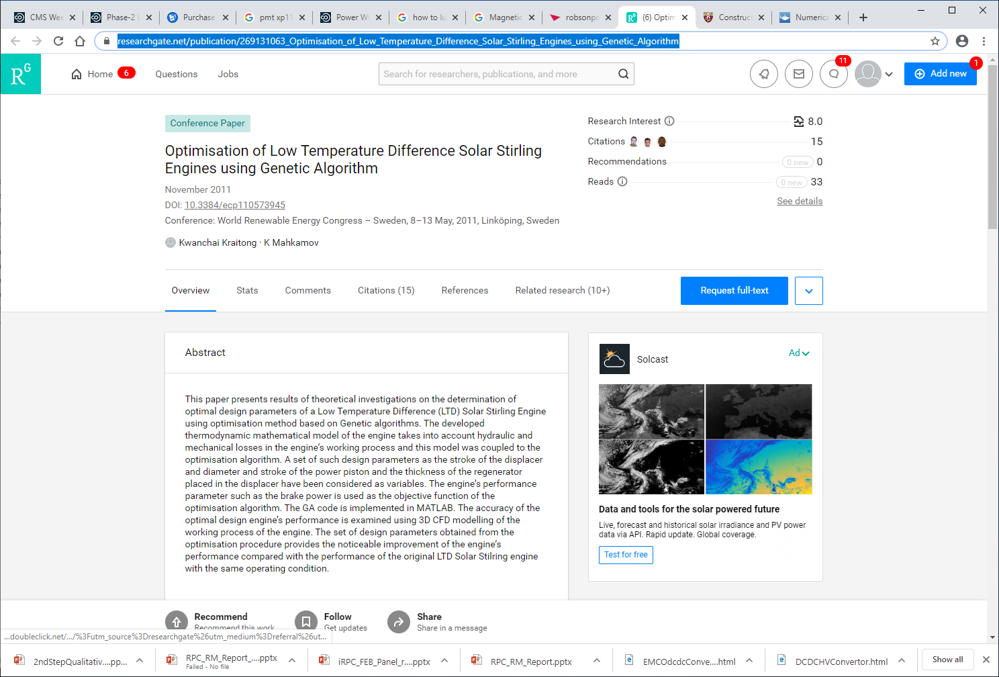 CMS Wee
Phase-2 U
Purchase
pmt xp11
Power W
how to lu
Magnetic
robsonpo
(6) Optim
Construct
Numerica
researchgate.net/publication/269131063_Optimisation_of_Low_Temperature_Difference_Solar_Stirling_Engines_using_Genetic_Algorithm
RG
Home 6
Questions
Jobs
Search for researchers, publications, and more
11
Add new
1
Conference Paper
Optimisation of Low Temperature Difference Solar Stirling
Engines using Genetic Algorithm
November 2011
DOI: 10.3384/ecp110573945
Conference: World Renewable Energy Congress – Sweden, 8–13 May, 2011, Linköping, Sweden
Kwanchai Kraitong · K Mahkamov
Research Interest 8.0
Citations 15
Recommendations 0 new 0
Reads 0 new 33
See details
Overview
Stats
Comments
Citations (15)
References
Related research (10+)
Request full-text
Abstract
This paper presents results of theoretical investigations on the determination of
optimal design parameters of a Low Temperature Difference (LTD) Solar Stirling Engine
using optimisation method based on Genetic algorithms. The developed
thermodynamic mathematical model of the engine takes into account hydraulic and
mechanical losses in the engine's working process and this model was coupled to the
optimisation algorithm. A set of such design parameters as the stroke of the displacer
and diameter and stroke of the power piston and the thickness of the regenerator
placed in the displacer have been considered as variables. The engine's performance
parameter such as the brake power is used as the objective function of the
optimisation algorithm. The GA code is implemented in MATLAB. The accuracy of the
optimal design engine's performance is examined using 3D CFD modelling of the
working process of the engine. The set of design parameters obtained from the
optimisation procedure provides the noticeable improvement of the engine's
performance compared with the performance of the original LTD Solar Stilring engine
with the same operating condition.
Solcast
Ad
Data and tools for the solar powered future
Live, forecast and historical solar irradiance and PV power
data via API. Rapid update. Global coverage.
Test for free
Recommend
Recommend this work
Follow
Get updates
Share
Share in a message
...doubleclick.net/.../%3Futm_source%3Dresearchgate%26utm_medium%3Dreferral%26ut...
2ndStepQualitativ....pp...
RPC_RM_Report_....pptx
Failed - No file
iRPC_FEB_Panel_r....pptx
RPC_RM_Report.pptx
EMCOdcdcConve....html
DCDCHVConvertor.html
Show all